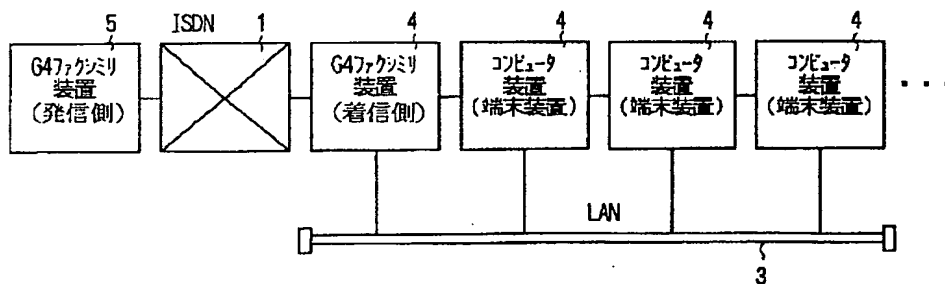 5
ISDN
1
4
4
4
4
G4ファクシミリ
装置
(発信側)
G4ファクシミリ
装置
(着信側)
コンピュータ
装置
(端末装置)
コンピュータ
装置
(端末装置)
コンピュータ
装置
(端末装置)
・・・
LAN
3